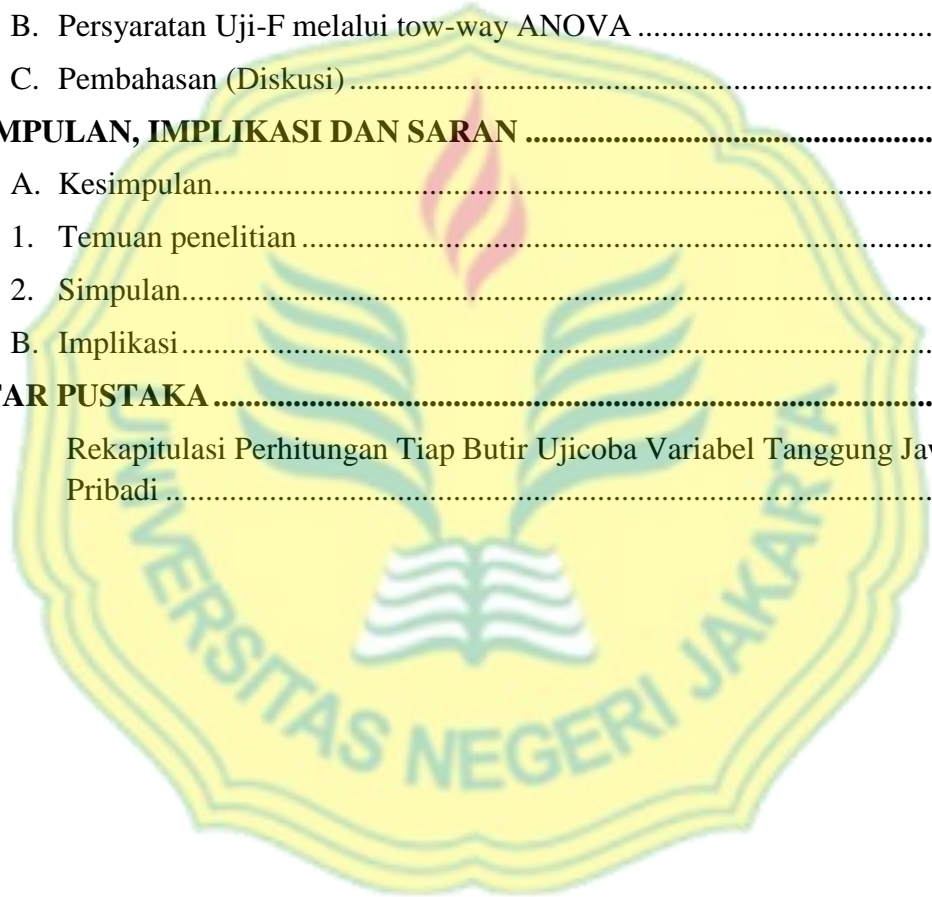 B. Persyaratan Uji-F melalui tow-way ANOVA ....................................
C. Pembahasan (Diskusi) ....................................
MPULAN, IMPLIKASI DAN SARAN ....................................
A. Kesimpulan....................................
1. Temuan penelitian ....................................
2. Simpulan....................................
B. Implikasi ....................................
TAR PUSTAKA ....................................
Rekapitulasi Perhitungan Tiap Butir Ujicoba Variabel Tanggung Jav
Pribadi ....................................
UNIVERSITAS NEGERI JAKARTA